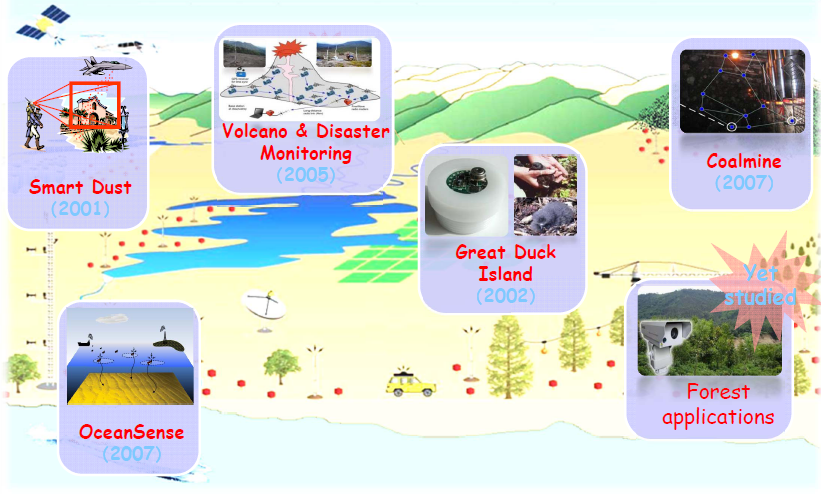 Smart Dust
(2001)
Volcano & Disaster
Monitoring
(2005)
Great Duck
Island
(2002)
Coalmine
(2007)
OceanSense
(2007)
Yet
studied
Forest
applications